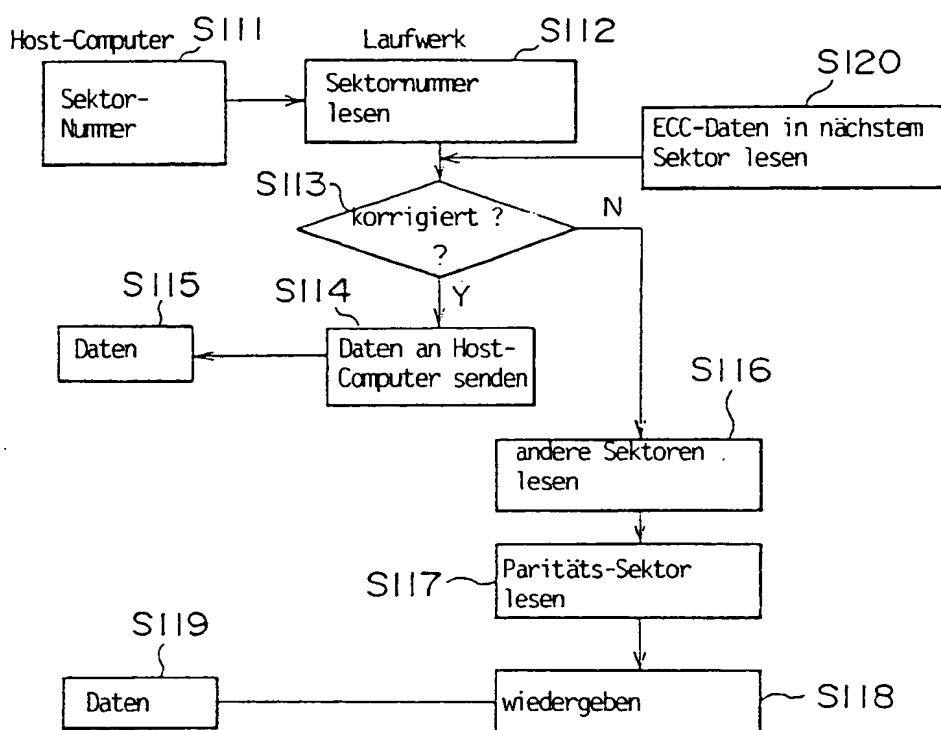 Host-Computer
S111
Laufwerk
S112
Sektor-
Nummer
Sektornummer
lesen
S120
ECC-Daten in nächstem
Sektor lesen
S113
korrigiert ?
?
N
Y
S115
Daten
S114
Daten an Host-
Computer senden
S116
andere Sektoren
lesen
S117
Paritäts-Sektor
lesen
S119
Daten
wiedergeben
S118